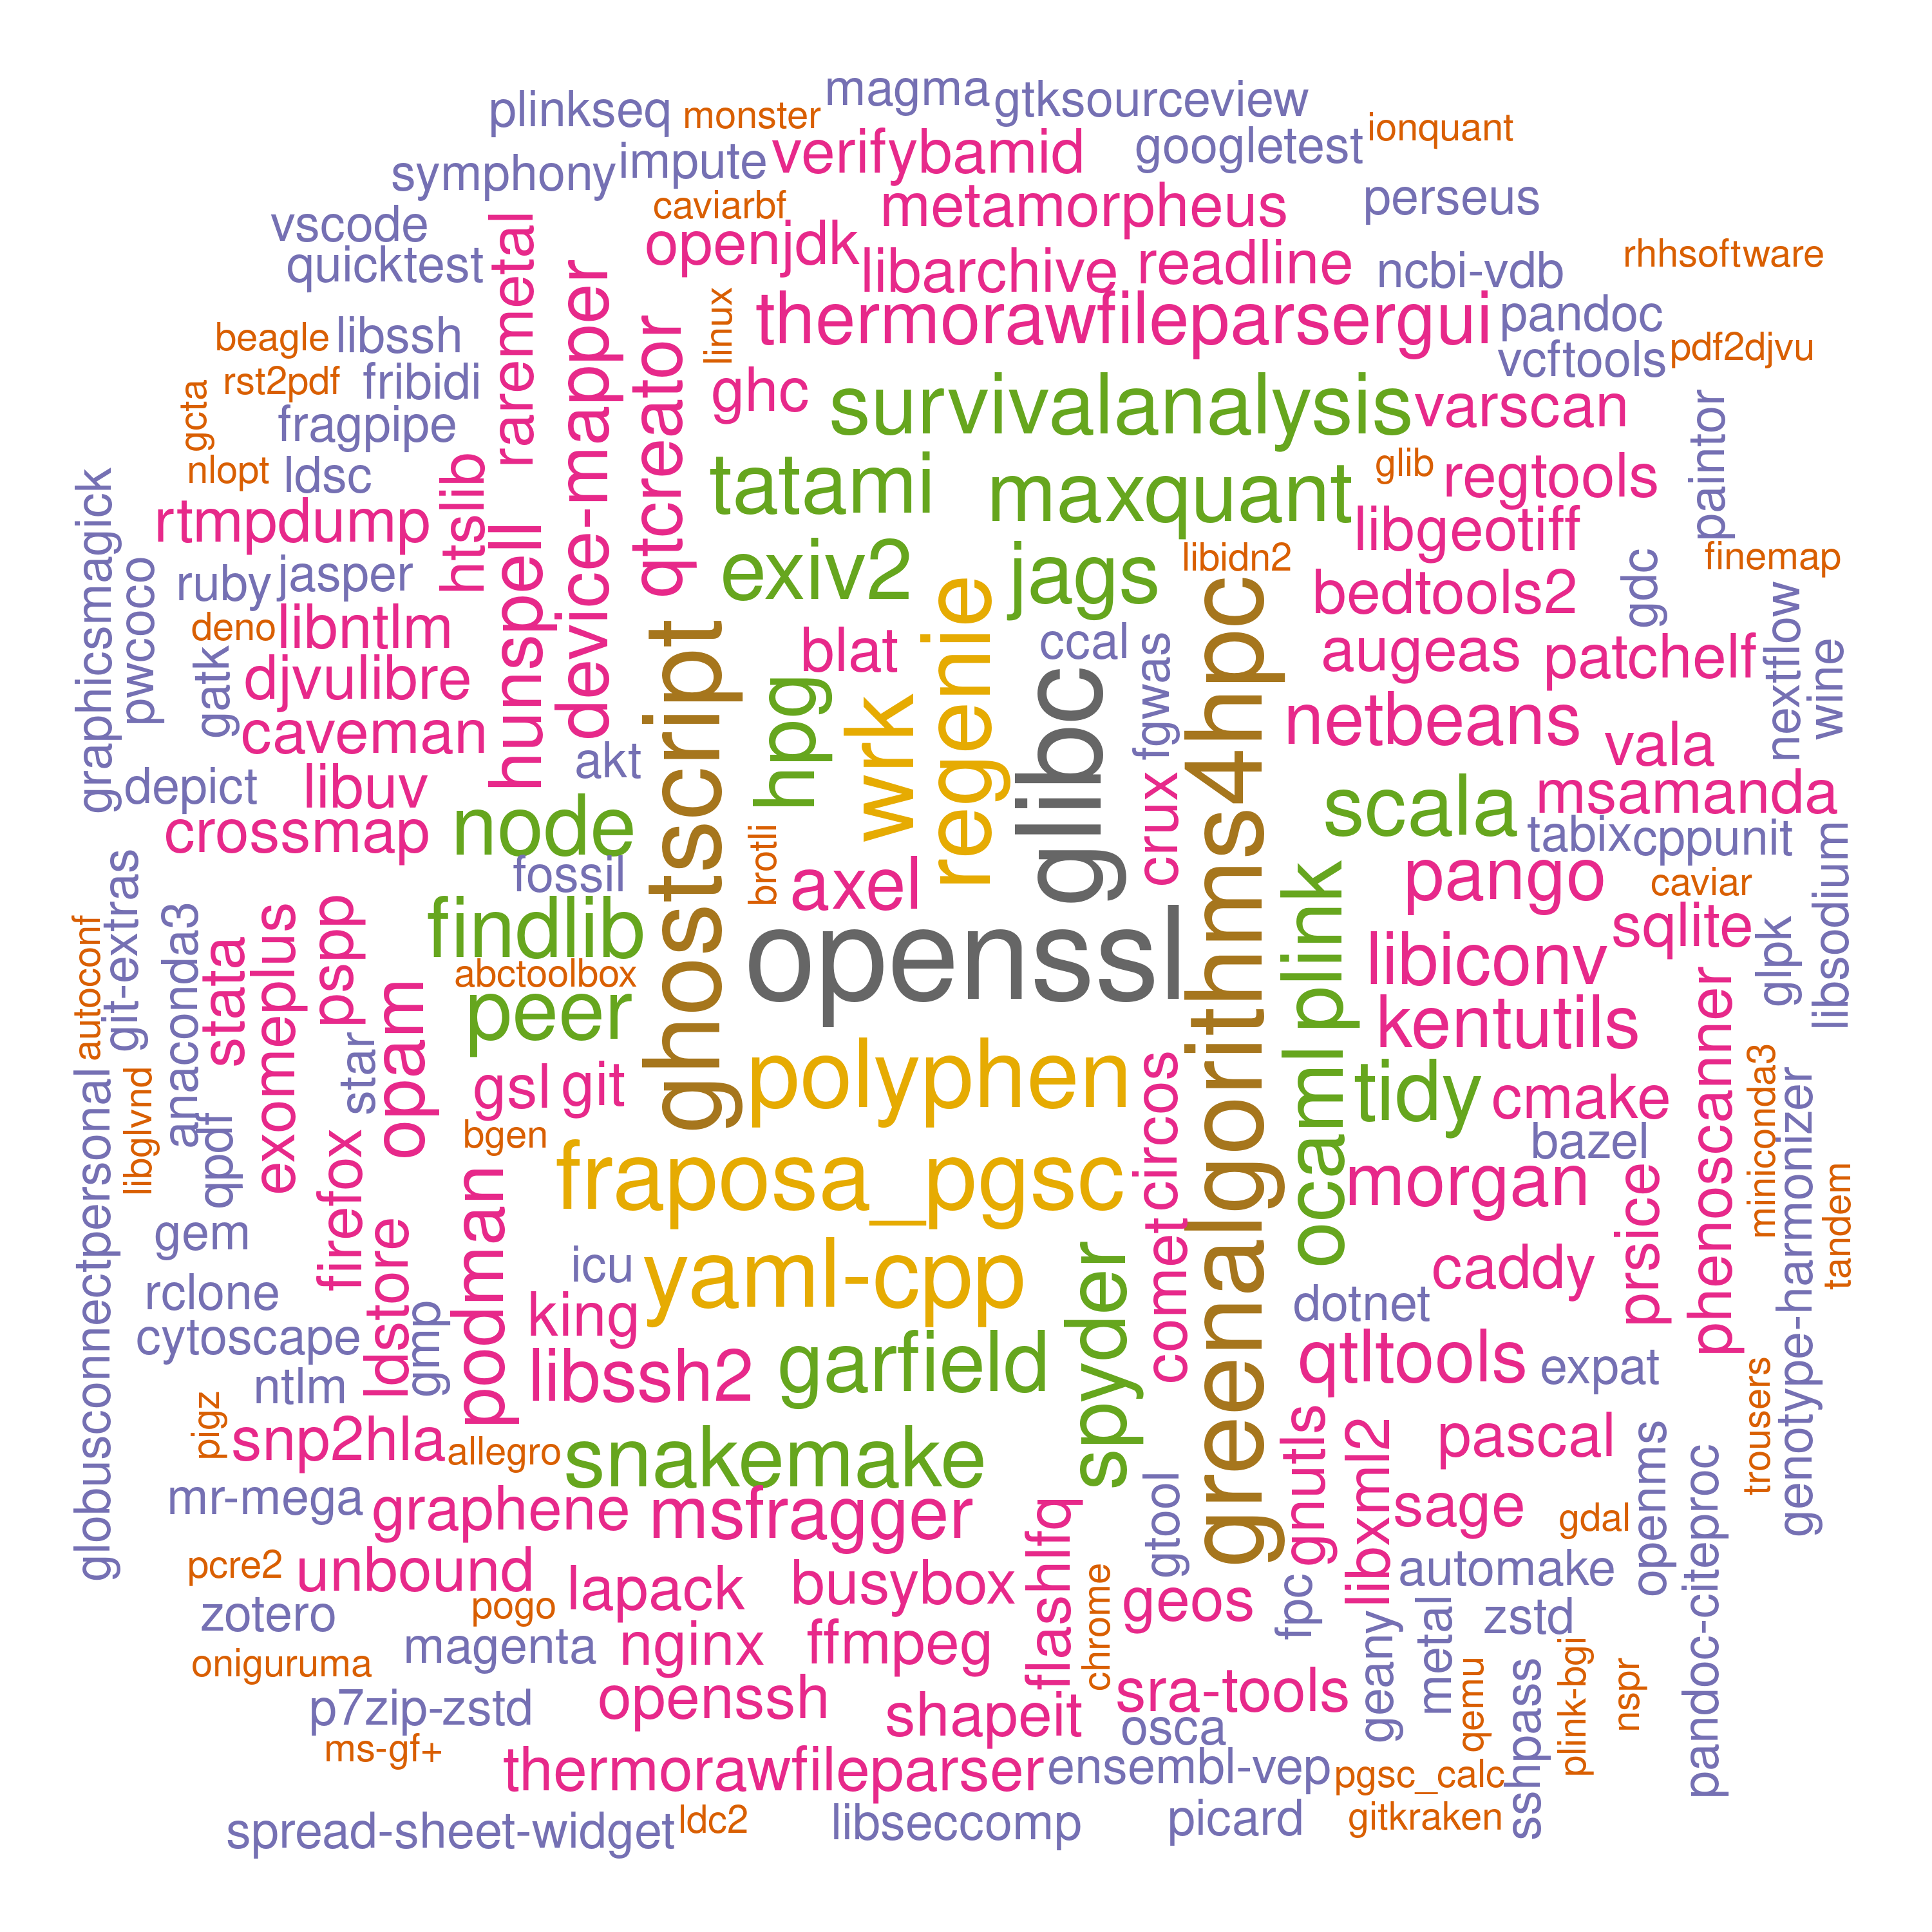 magma
gtksourceview
plinkseq
monster
ionquant
verifybamid
googletest
symphony
impute
caviarbf
metamorpheus
perseus
vscode
raremetal
openjdk
libarchive
readline
ncbi-vdb
rhhsoftware
quicktest
device-mapper
linux
thermorawfileparsergui
pandoc
beagle
libssh
qtcreator
vcftools
pdf2djvu
rst2pdf
fribidi
ghc
survivalanalysis
varscan
gcta
fragpipe
paintor
nlopt
ldsc
htslib
tatami
maxquant
glib
regtools
graphicsmagick
rtmpdump
hunspell
libgeotiff
pwcoco
ruby
jasper
exiv2
jags
libidn2
bedtools2
gdc
finemap
deno
libntlm
ghostscript
blat
regenie
ccal
greenalgorithms4hpc
augeas
patchelf
nextflow
wine
gatk
djvulibre
hpg
wrk
glibc
fgwas
caveman
akt
netbeans
vala
depict
libuv
crux
scala
msamanda
crossmap
node
brotli
tabix
cppunit
libsodium
fossil
axel
plink
pango
caviar
autoconf
git-extras
anaconda3
stata
exomeplus
pspp
findlib
openssl
libiconv
sqlite
glpk
abctoolbox
opam
peer
kentutils
phenoscanner
globusconnectpersonal
libglvnd
star
gsl
git
polyphen
circos
ocaml
tidy
cmake
miniconda3
genotype-harmonizer
qpdf
firefox
bgen
bazel
tandem
podman
fraposa_pgsc
morgan
prsice
gem
ldstore
icu
yaml-cpp
spyder
comet
caddy
rclone
gmp
king
dotnet
cytoscape
libssh2
garfield
qtltools
expat
ntlm
trousers
pigz
snp2hla
allegro
snakemake
gnutls
libxml2
pascal
openms
pandoc-citeproc
mr-mega
graphene
msfragger
flashlfq
gtool
sage
gdal
pcre2
unbound
lapack
busybox
chrome
geos
fpc
automake
zotero
pogo
geany
metal
zstd
magenta
nginx
ffmpeg
oniguruma
sra-tools
qemu
sshpass
plink-bgi
nspr
p7zip-zstd
openssh
shapeit
osca
ms-gf+
thermorawfileparser
ensembl-vep
pgsc_calc
spread-sheet-widget
ldc2
libseccomp
picard
gitkraken